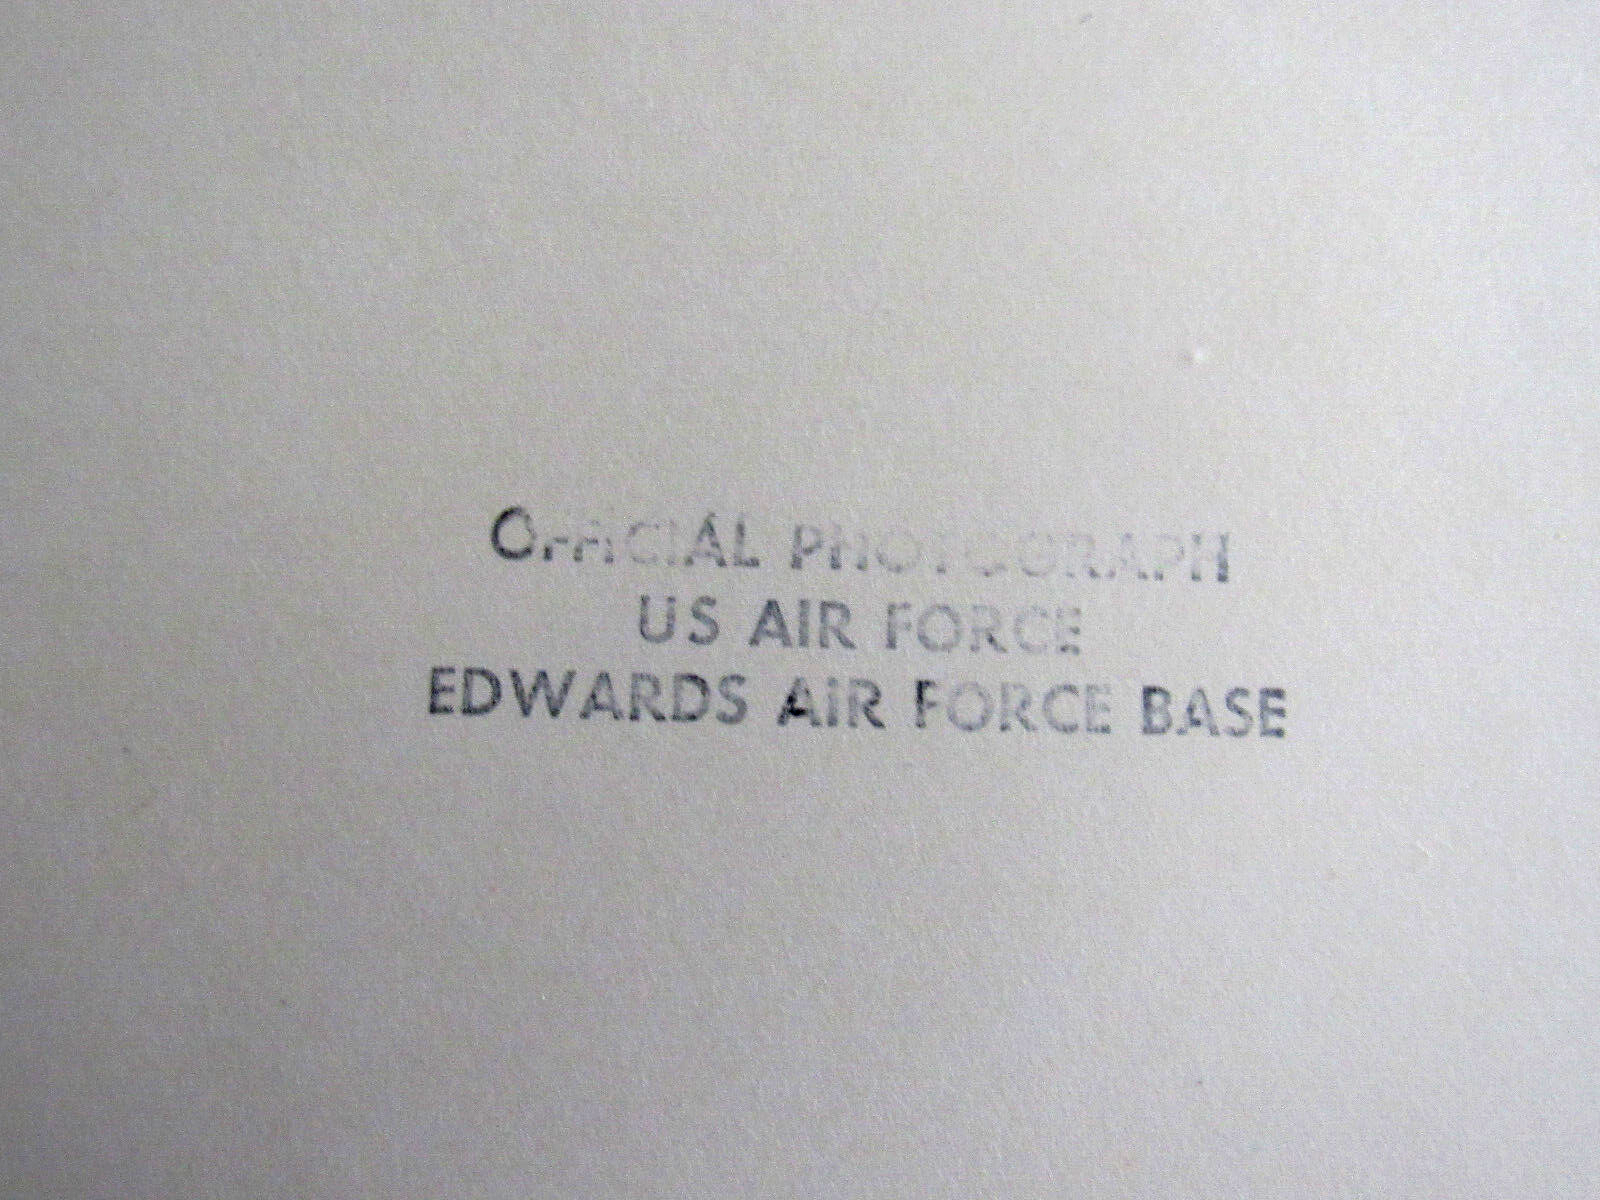 OFFICIAL PHOTOGRAPH
US AIR FORCE
EDWARDS AIR FORCE BASE